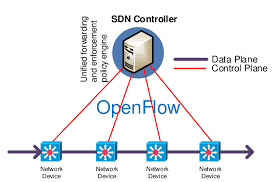 SDN Controller
Unified forwarding
and enforcement
policy engine
Data Plane
Control Plane
OpenFlow
Network
Device
Network
Device
Network
Device
Network
Device